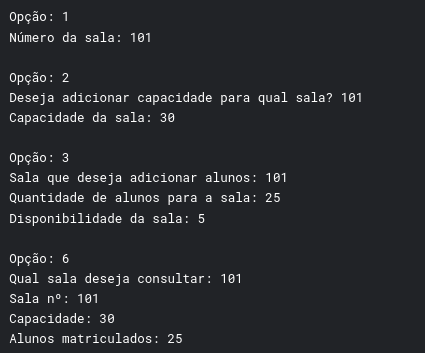 Opção: 1
Número da sala: 101
Opção: 2
Deseja adicionar capacidade para qual sala? 101
Capacidade da sala: 30
Opção: 3
Sala que deseja adicionar alunos: 101
Quantidade de alunos para a sala: 25
Disponibilidade da sala: 5
Opção: 6
Qual sala deseja consultar: 101
Sala nº: 101
Capacidade: 30
Alunos matriculados: 25